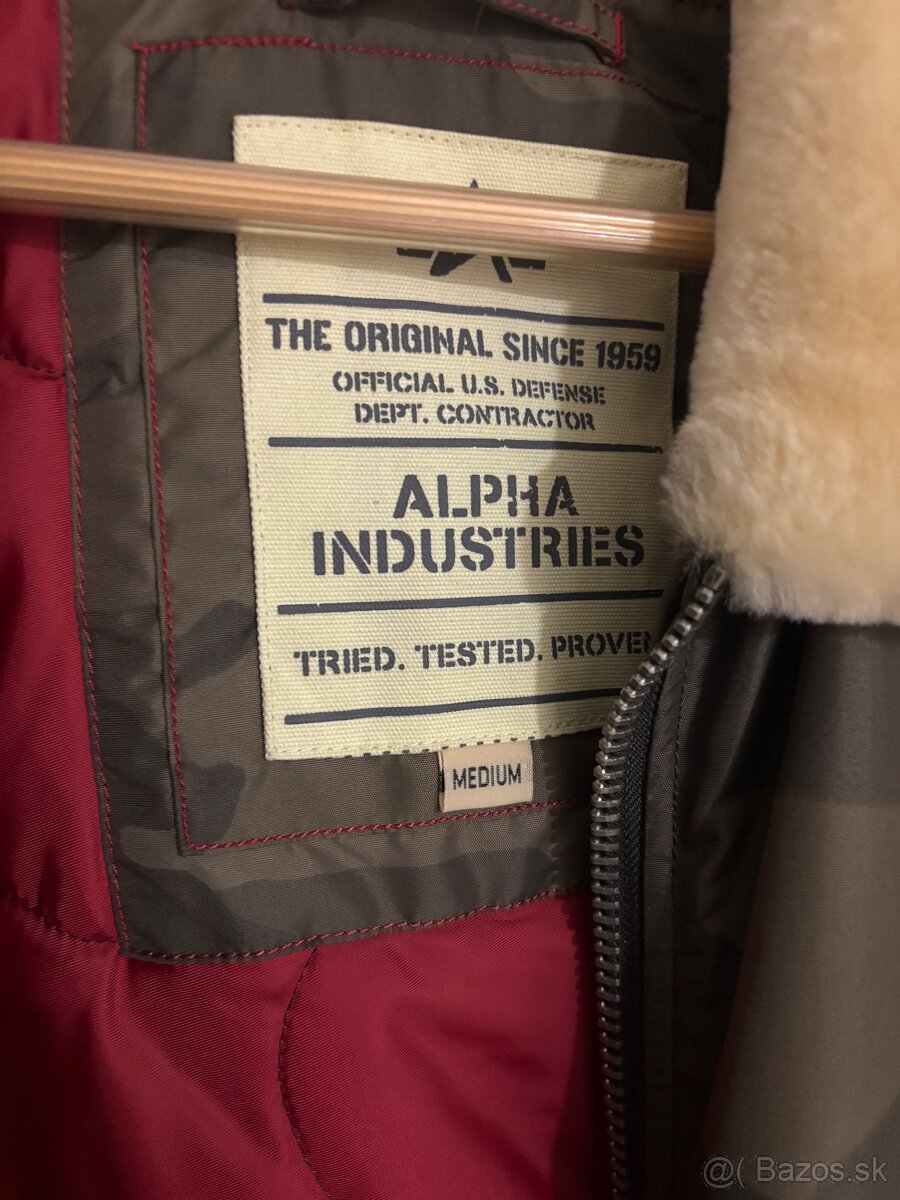 THE ORIGINAL SINCE 1959
OFFICIAL U.S. DEFENSE
DEPT. CONTRACTOR
ALPHA
INDUSTRIES
TRIED. TESTED. PROVEN
MEDIUM
@( Bazos.sk